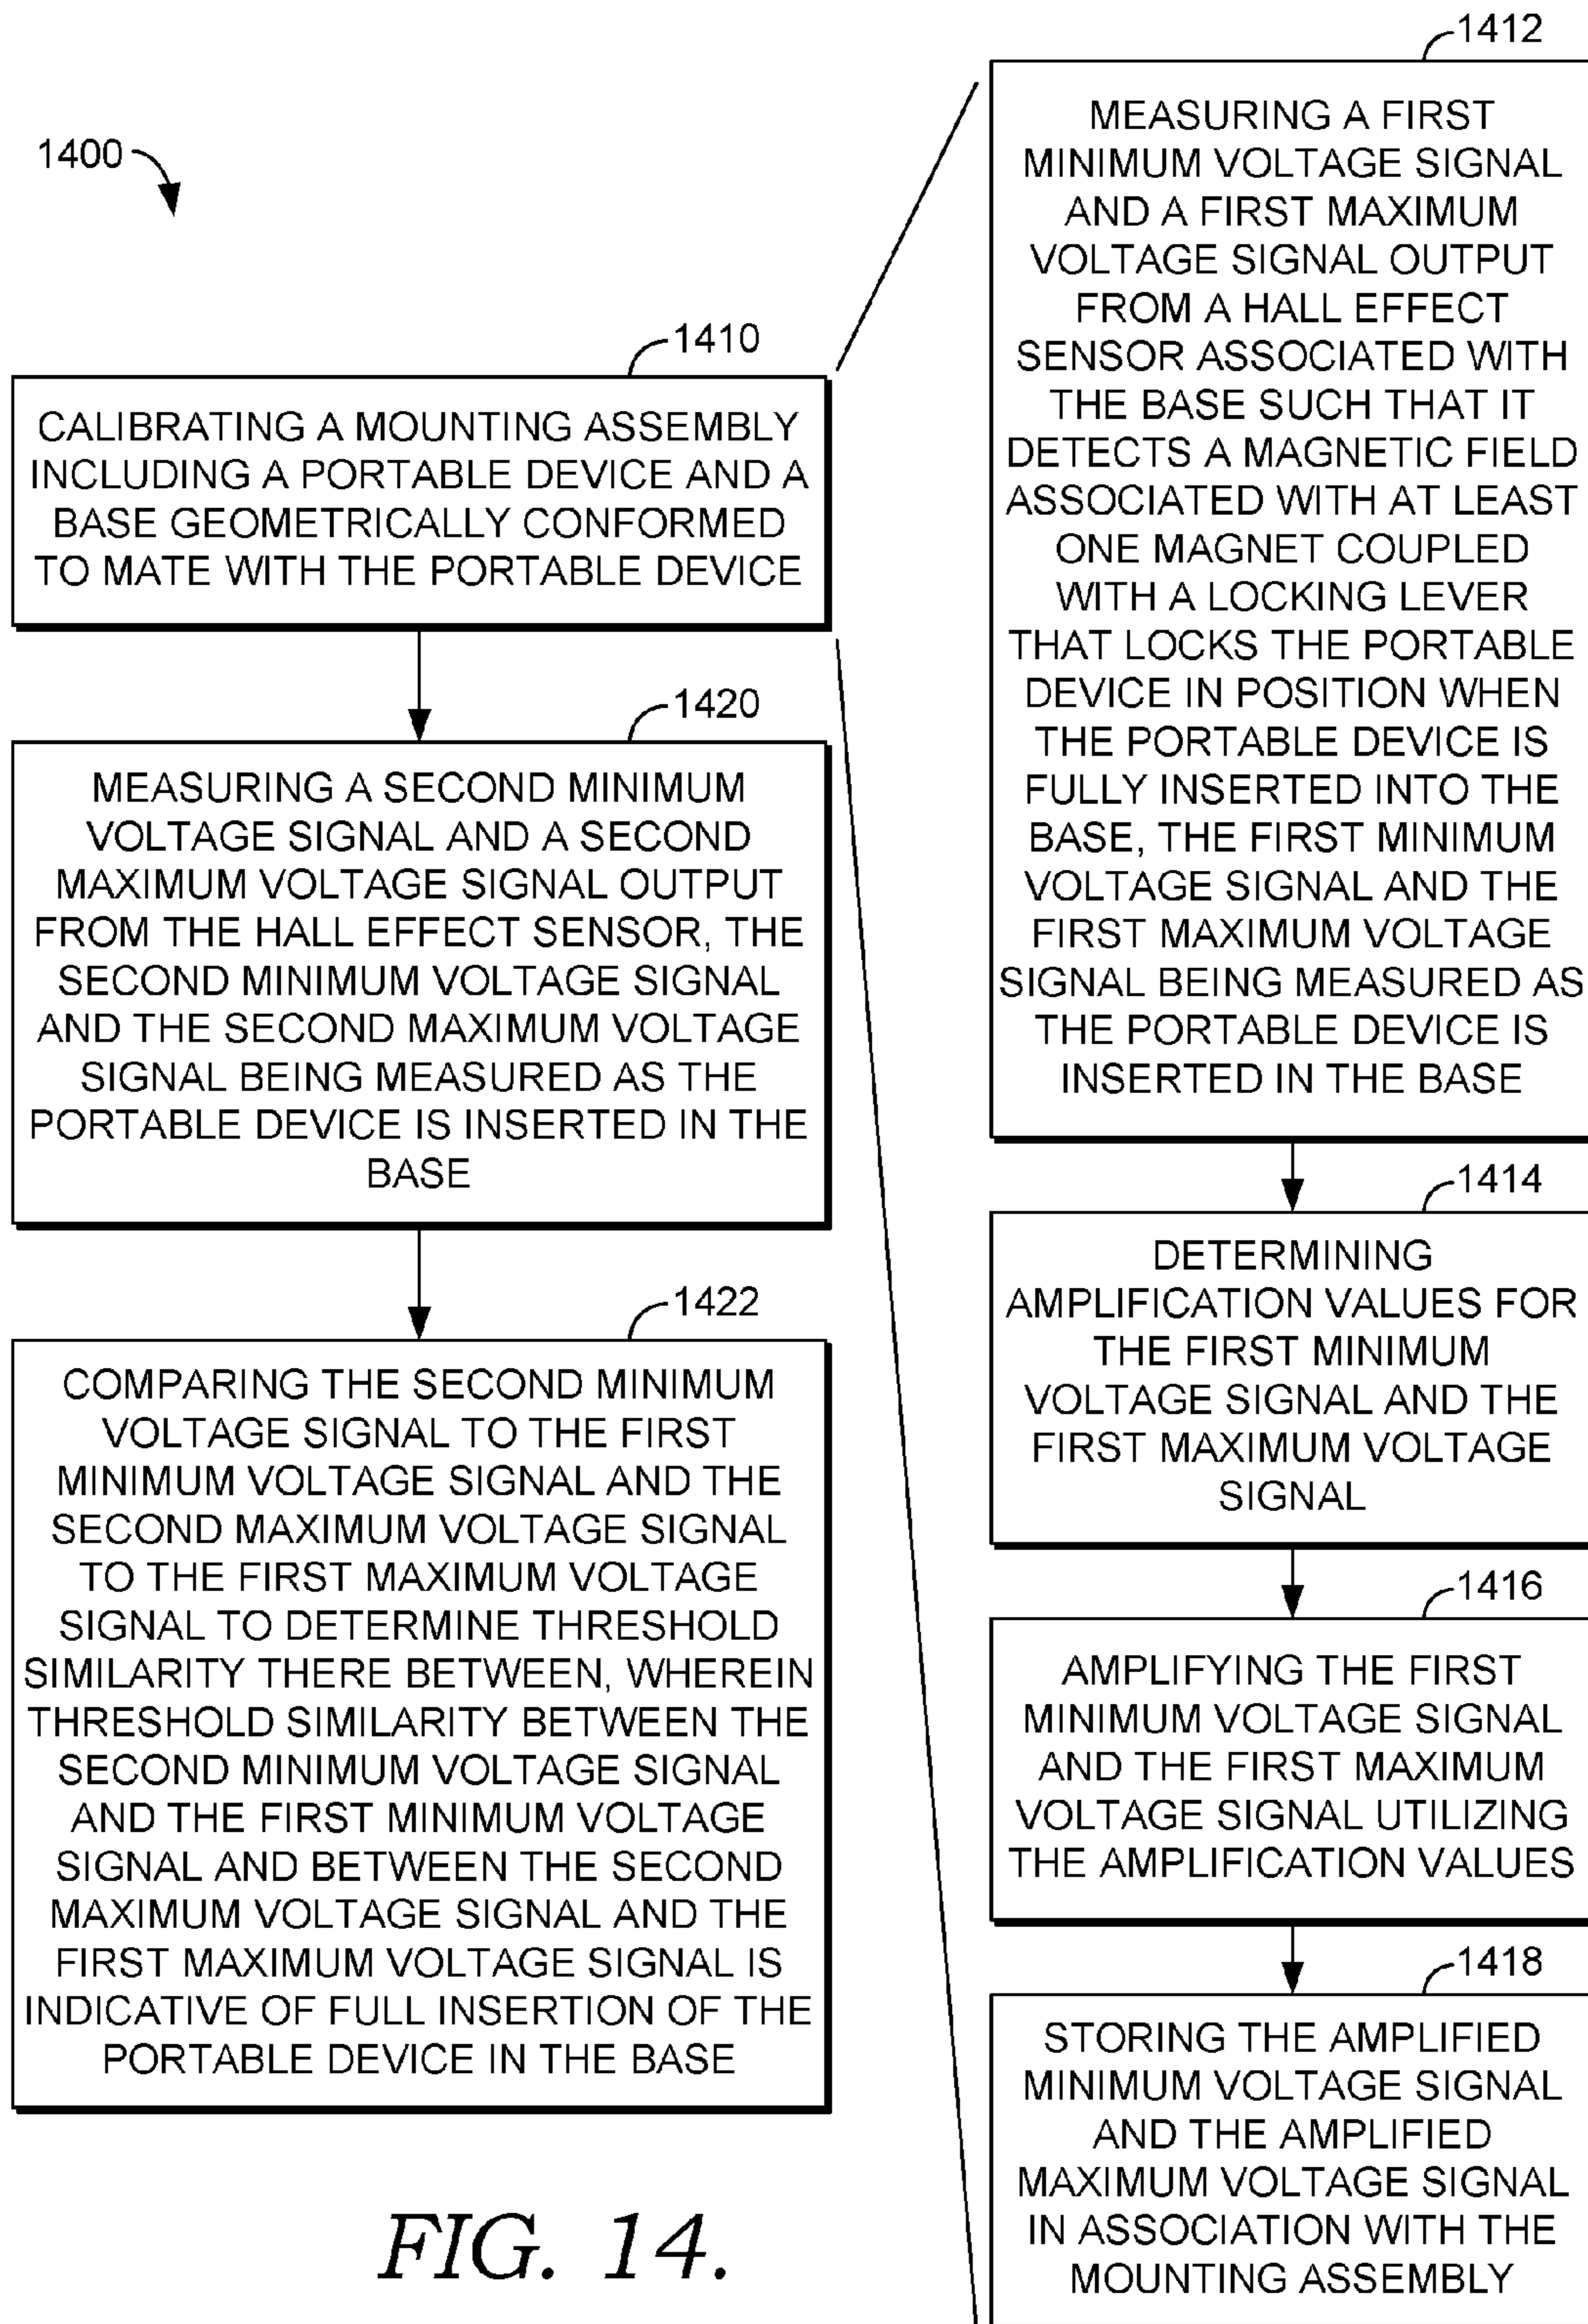 1400
1410
CALIBRATING A MOUNTING ASSEMBLY
INCLUDING A PORTABLE DEVICE AND A
BASE GEOMETRICALLY CONFORMED
TO MATE WITH THE PORTABLE DEVICE
1420
MEASURING A SECOND MINIMUM
VOLTAGE SIGNAL AND A SECOND
MAXIMUM VOLTAGE SIGNAL OUTPUT
FROM THE HALL EFFECT SENSOR, THE
SECOND MINIMUM VOLTAGE SIGNAL
AND THE SECOND MAXIMUM VOLTAGE
SIGNAL BEING MEASURED AS THE
PORTABLE DEVICE IS INSERTED IN THE
BASE
1422
COMPARING THE SECOND MINIMUM
VOLTAGE SIGNAL TO THE FIRST
MINIMUM VOLTAGE SIGNAL AND THE
SECOND MAXIMUM VOLTAGE SIGNAL
TO THE FIRST MAXIMUM VOLTAGE
SIGNAL TO DETERMINE THRESHOLD
SIMILARITY THERE BETWEEN, WHEREIN
THRESHOLD SIMILARITY BETWEEN THE
SECOND MINIMUM VOLTAGE SIGNAL
AND THE FIRST MINIMUM VOLTAGE
SIGNAL AND BETWEEN THE SECOND
MAXIMUM VOLTAGE SIGNAL AND THE
FIRST MAXIMUM VOLTAGE SIGNAL IS
INDICATIVE OF FULL INSERTION OF THE
PORTABLE DEVICE IN THE BASE
1412
MEASURING A FIRST
MINIMUM VOLTAGE SIGNAL
AND A FIRST MAXIMUM
VOLTAGE SIGNAL OUTPUT
FROM A HALL EFFECT
SENSOR ASSOCIATED WITH
THE BASE SUCH THAT IT
DETECTS A MAGNETIC FIELD
ASSOCIATED WITH AT LEAST
ONE MAGNET COUPLED
WITH A LOCKING LEVER
THAT LOCKS THE PORTABLE
DEVICE IN POSITION WHEN
THE PORTABLE DEVICE IS
FULLY INSERTED INTO THE
BASE, THE FIRST MINIMUM
VOLTAGE SIGNAL AND THE
FIRST MAXIMUM VOLTAGE
SIGNAL BEING MEASURED AS
THE PORTABLE DEVICE IS
INSERTED IN THE BASE
1414
DETERMINING
AMPLIFICATION VALUES FOR
THE FIRST MINIMUM
VOLTAGE SIGNAL AND THE
FIRST MAXIMUM VOLTAGE
SIGNAL
1416
AMPLIFYING THE FIRST
MINIMUM VOLTAGE SIGNAL
AND THE FIRST MAXIMUM
VOLTAGE SIGNAL UTILIZING
THE AMPLIFICATION VALUES
1418
STORING THE AMPLIFIED
MINIMUM VOLTAGE SIGNAL
AND THE AMPLIFIED
MAXIMUM VOLTAGE SIGNAL
IN ASSOCIATION WITH THE
MOUNTING ASSEMBLY
FIG. 14.